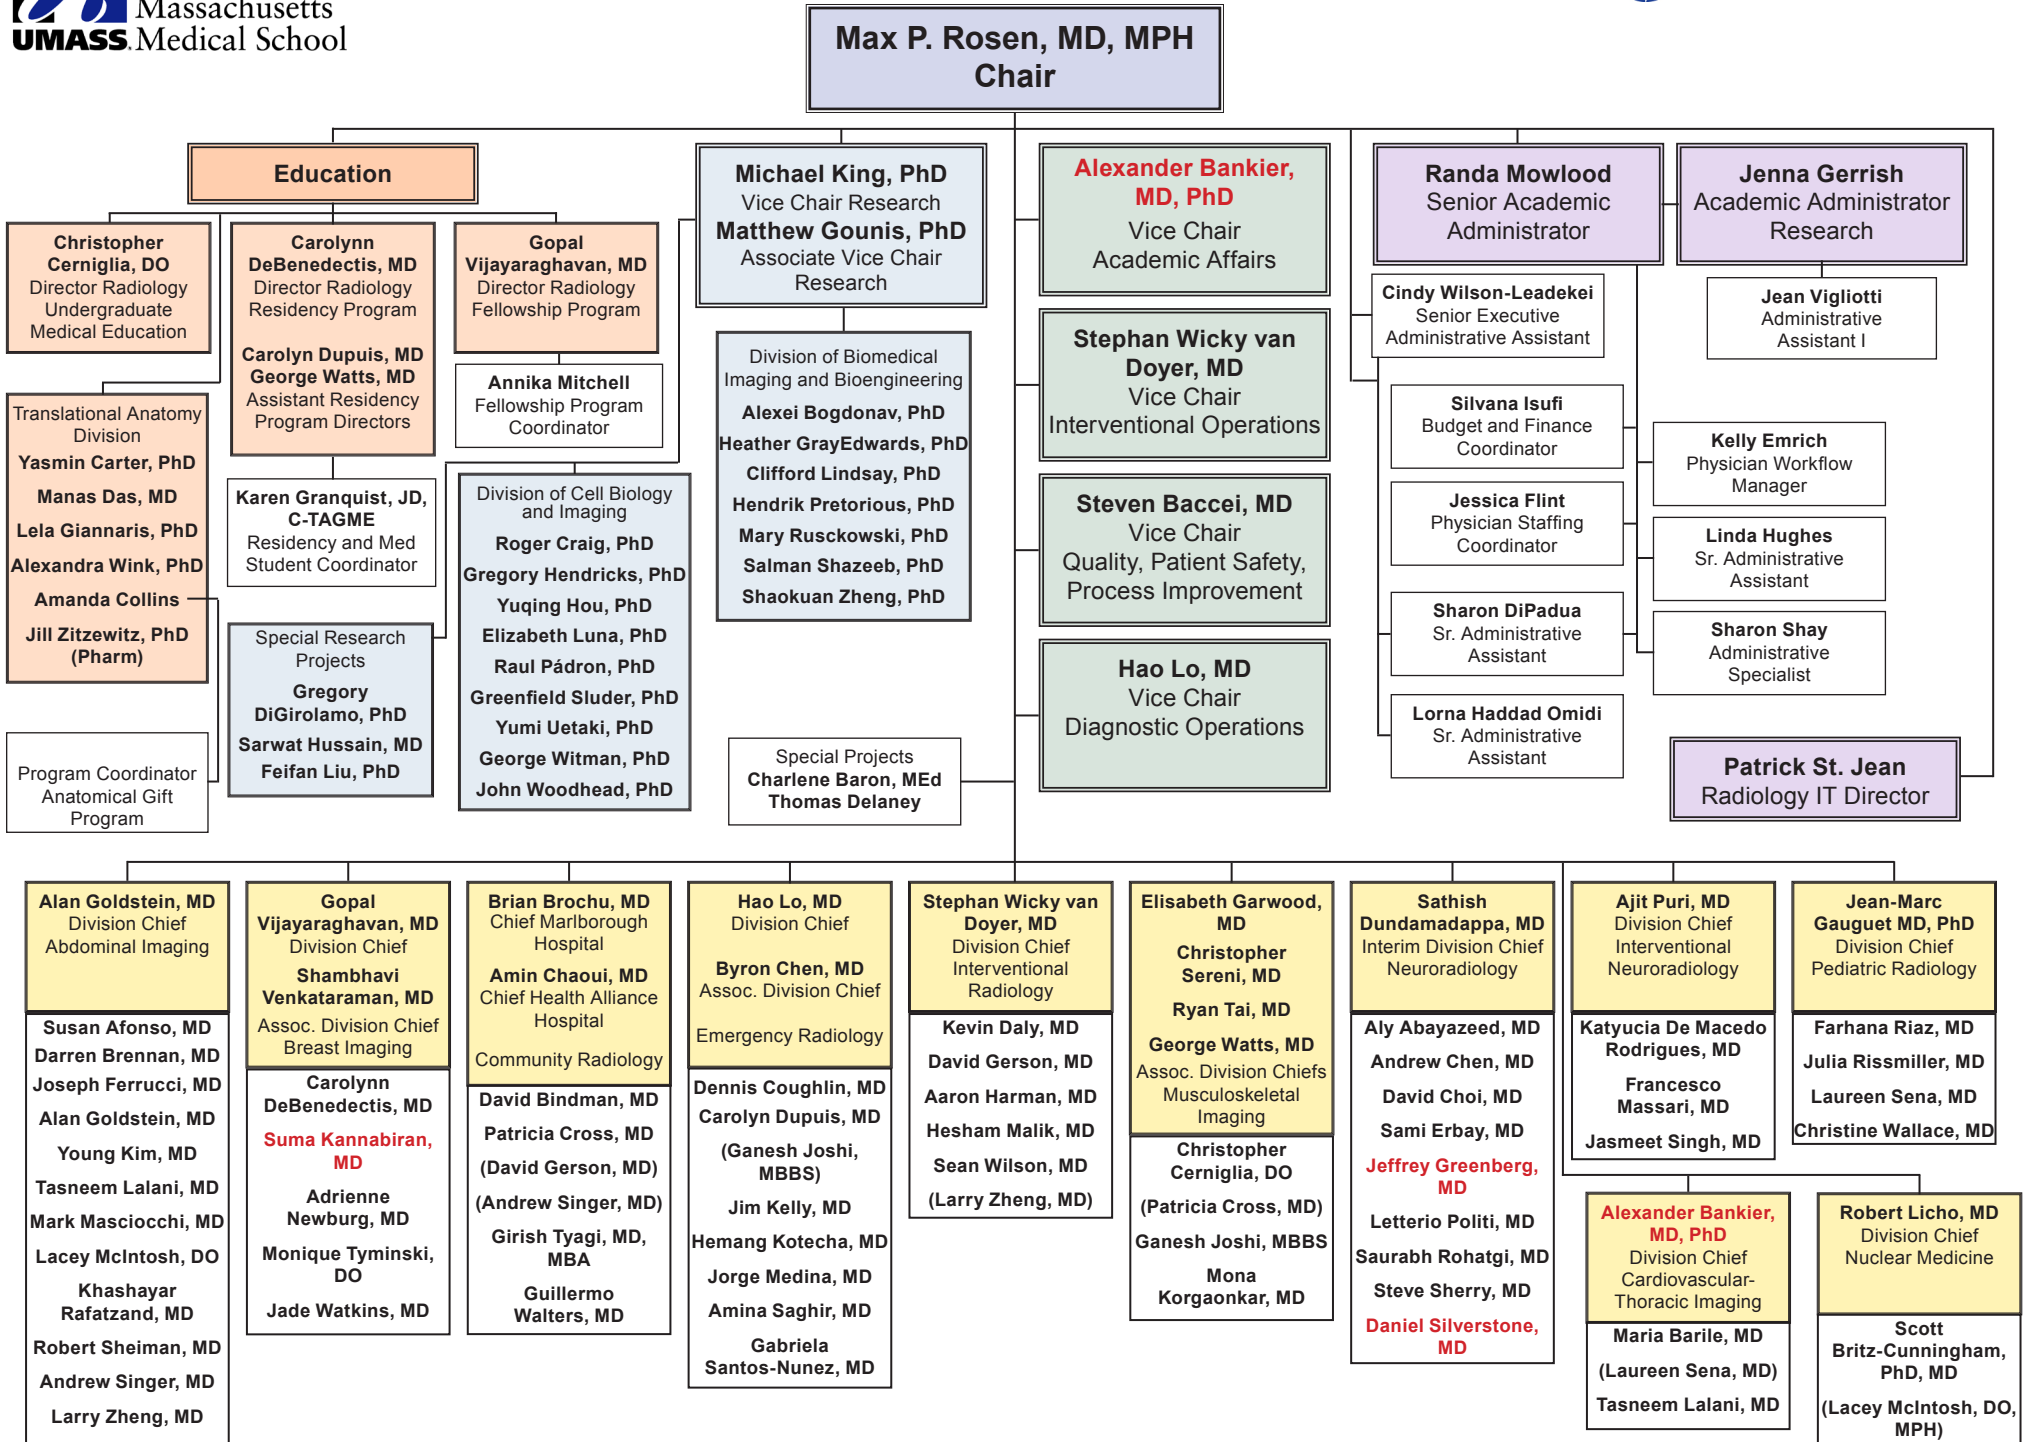 Massachusetts
UMASS Medical School
Max P. Rosen, MD, MPH
Chair
Education
Christopher
Cerniglia, DO
Director Radiology
Undergraduate
Medical Education
Carolynn
DeBenedectis, MD
Director Radiology
Residency Program
Carolyn Dupuis, MD
George Watts, MD
Assistant Residency
Program Directors
Gopal
Vijayaraghavan, MD
Director Radiology
Fellowship Program
Annika Mitchell
Fellowship Program
Coordinator
Translational Anatomy
Division
Yasmin Carter, PhD
Manas Das, MD
Lela Giannaris, PhD
Alexandra Wink, PhD
Amanda Collins
Jill Zitzewitz, PhD
(Pharm)
Karen Granquist, JD,
C-TAGME
Residency and Med
Student Coordinator
Program Coordinator
Anatomical Gift
Program
Michael King, PhD
Vice Chair Research
Matthew Gounis, PhD
Associate Vice Chair
Research
Division of Biomedical
Imaging and Bioengineering
Alexei Bogdonav, PhD
Heather GrayEdwards, PhD
Clifford Lindsay, PhD
Hendrik Pretorious, PhD
Mary Rusckowski, PhD
Salman Shazeeb, PhD
Shaokuan Zheng, PhD
Division of Cell Biology
and Imaging
Roger Craig, PhD
Gregory Hendricks, PhD
Yuqing Hou, PhD
Elizabeth Luna, PhD
Raul Pádron, PhD
Greenfield Sluder, PhD
Yumi Uetaki, PhD
George Witman, PhD
John Woodhead, PhD
Special Research
Projects
Gregory
DiGirolamo, PhD
Sarwat Hussain, MD
Feifan Liu, PhD
Alexander Bankier,
MD, PhD
Vice Chair
Academic Affairs
Stephan Wicky van
Doyer, MD
Vice Chair
Interventional Operations
Steven Baccei, MD
Vice Chair
Quality, Patient Safety,
Process Improvement
Hao Lo, MD
Vice Chair
Diagnostic Operations
Special Projects
Charlene Baron, MEd
Thomas Delaney
Randa Mowlood
Senior Academic
Administrator
Jenna Gerrish
Academic Administrator
Research
Cindy Wilson-Leadekei
Senior Executive
Administrative Assistant
Jean Vigliotti
Administrative
Assistant I
Silvana Isufi
Budget and Finance
Coordinator
Kelly Emrich
Physician Workflow
Manager
Jessica Flint
Physician Staffing
Coordinator
Linda Hughes
Sr. Administrative
Assistant
Sharon DiPadua
Sr. Administrative
Assistant
Sharon Shay
Administrative
Specialist
Lorna Haddad Omidi
Sr. Administrative
Assistant
Patrick St. Jean
Radiology IT Director
Alan Goldstein, MD
Division Chief
Abdominal Imaging
Susan Afonso, MD
Darren Brennan, MD
Joseph Ferrucci, MD
Alan Goldstein, MD
Young Kim, MD
Tasneem Lalani, MD
Mark Masciocchi, MD
Lacey McIntosh, DO
Khashayar
Rafatzand, MD
Robert Sheiman, MD
Andrew Singer, MD
Larry Zheng, MD
Gopal
Vijayaraghavan, MD
Division Chief
Shambhavi
Venkataraman, MD
Assoc. Division Chief
Breast Imaging
Carolynn
DeBenedectis, MD
Suma Kannabiran,
MD
Adrienne
Newburg, MD
Monique Tyminski,
DO
Jade Watkins, MD
Brian Brochu, MD
Chief Marlborough
Hospital
Amin Chaoui, MD
Chief Health Alliance
Hospital
Community Radiology
David Bindman, MD
Patricia Cross, MD
(David Gerson, MD)
(Andrew Singer, MD)
Girish Tyagi, MD,
MBA
Guillermo
Walters, MD
Hao Lo, MD
Division Chief
Byron Chen, MD
Assoc. Division Chief
Emergency Radiology
Dennis Coughlin, MD
Carolyn Dupuis, MD
(Ganesh Joshi,
MBBS)
Jim Kelly, MD
Hemang Kotecha, MD
Jorge Medina, MD
Amina Saghir, MD
Gabriela
Santos-Nunez, MD
Stephan Wicky van
Doyer, MD
Division Chief
Interventional
Radiology
Kevin Daly, MD
David Gerson, MD
Aaron Harman, MD
Hesham Malik, MD
Sean Wilson, MD
(Larry Zheng, MD)
Elisabeth Garwood,
MD
Christopher
Sereni, MD
Ryan Tai, MD
George Watts, MD
Assoc. Division Chiefs
Musculoskeletal
Imaging
Christopher
Cerniglia, DO
(Patricia Cross, MD)
Ganesh Joshi, MBBS
Mona
Korgaonkar, MD
Sathish
Dundamadappa, MD
Interim Division Chief
Neuroradiology
Aly Abayazeed, MD
Andrew Chen, MD
David Choi, MD
Sami Erbay, MD
Jeffrey Greenberg,
MD
Letterio Politi, MD
Saurabh Rohatgi, MD
Steve Sherry, MD
Daniel Silverstone,
MD
Ajit Puri, MD
Division Chief
Interventional
Neuroradiology
Katyucia De Macedo
Rodrigues, MD
Francesco
Massari, MD
Jasmeet Singh, MD
Jean-Marc
Gauguet MD, PhD
Division Chief
Pediatric Radiology
Farhana Riaz, MD
Julia Rissmiller, MD
Laureen Sena, MD
Christine Wallace, MD
Alexander Bankier,
MD, PhD
Division Chief
Cardiovascular-
Thoracic Imaging
Maria Barile, MD
(Laureen Sena, MD)
Tasneem Lalani, MD
Robert Licho, MD
Division Chief
Nuclear Medicine
Scott
Britz-Cunningham,
PhD, MD
(Lacey McIntosh, DO,
MPH)